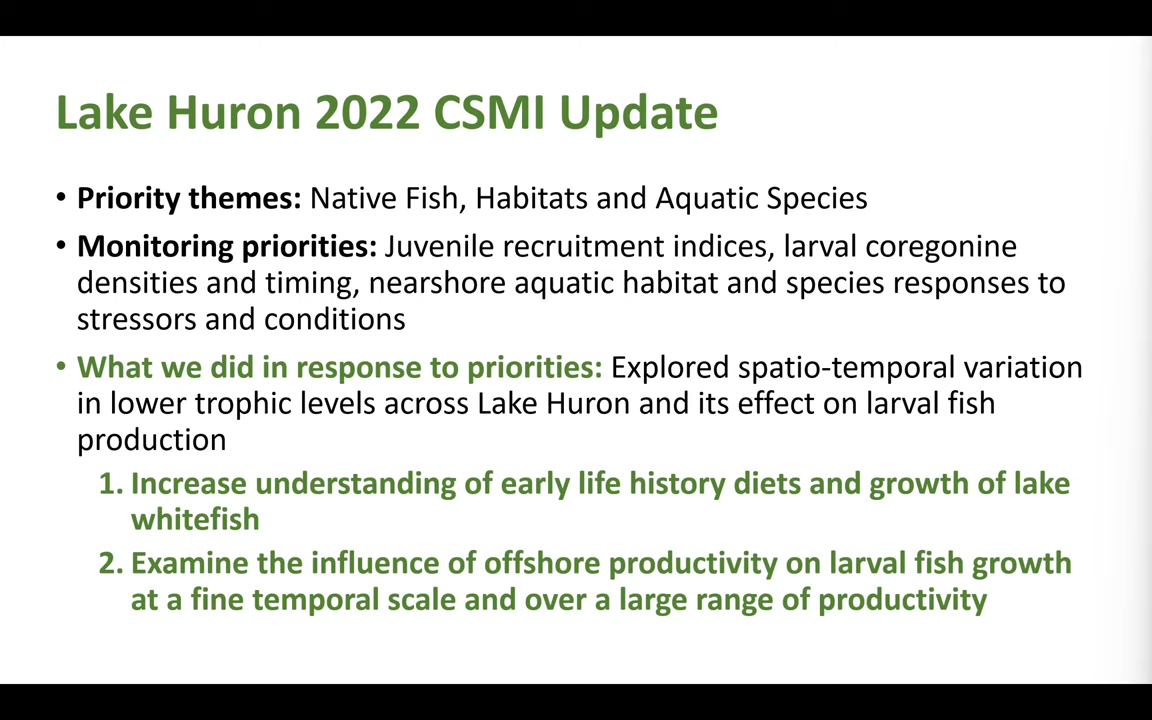 Lake Huron 2022 CSMI Update
• Priority themes: Native Fish, Habitats and Aquatic Species
• Monitoring priorities: Juvenile recruitment indices, larval coregonine
densities and timing, nearshore aquatic habitat and species responses to
stressors and conditions
• What we did in response to priorities: Explored spatio-temporal variation
in lower trophic levels across Lake Huron and its effect on larval fish
production
1. Increase understanding of early life history diets and growth of lake
whitefish
2. Examine the influence of offshore productivity on larval fish growth
at a fine temporal scale and over a large range of productivity